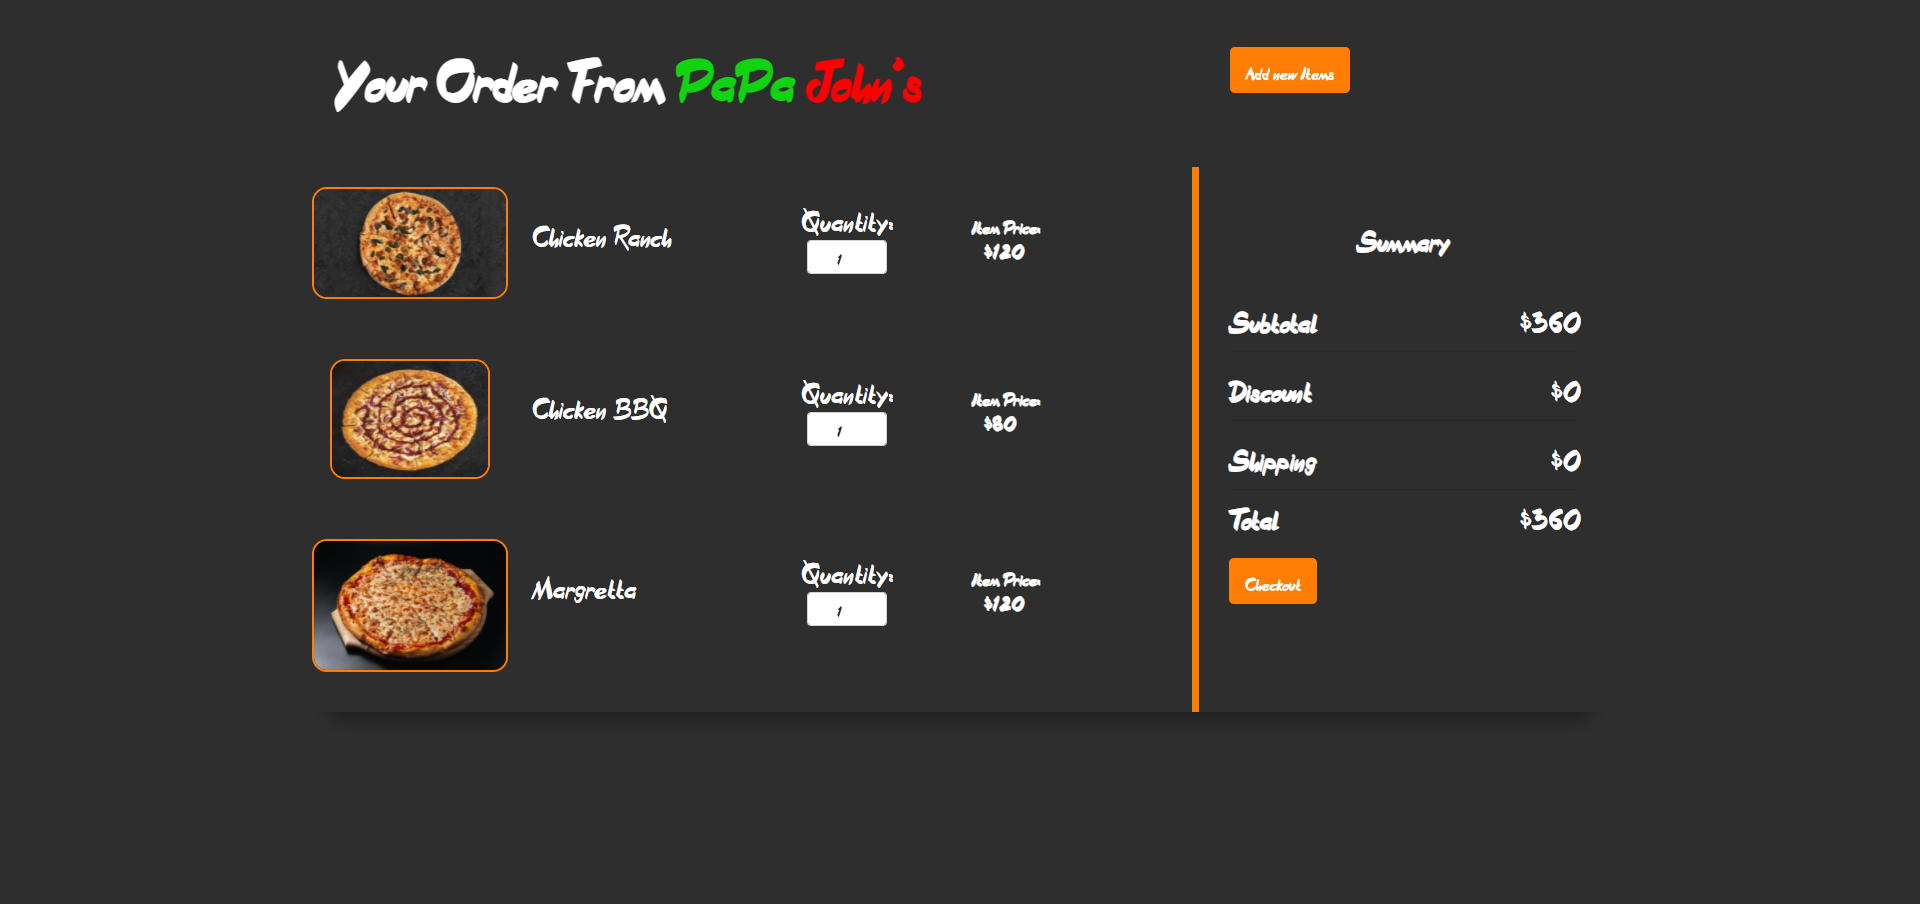 Your Order From PaPa John's
Add new Items
Chicken Ranch
Quantity:
1
Item Price:
$120
Chicken BBQ
Quantity:
1
Item Price:
$80
Margretta
Quantity:
1
Item Price:
$120
Summary
Subtotal $360
Discount $0
Shipping $0
Total $360
Checkout